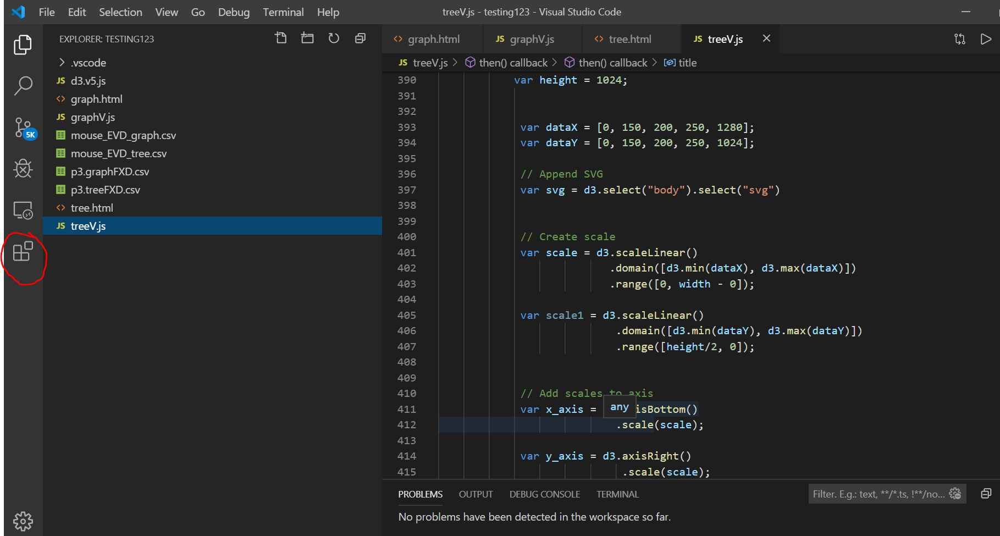 File Edit Selection View Go Debug Terminal Help treeV.js - testing123 - Visual Studio Code
EXPLORER: TESTING123
.vscode
JS d3.v5.js
<> graph.html
JS graphV.js
mouse_EVD_graph.csv
mouse_EVD_tree.csv
p3.graphFXD.csv
p3.treeFXD.csv
<> tree.html
JS treeV.js
5K
<> graph.html JS graphV.js <> tree.html JS treeV.js
JS treeV.js > then() callback > then() callback > title
390 var height = 1024;
391
392
393 var dataX = [0, 150, 200, 250, 1280];
394 var dataY = [0, 150, 200, 250, 1024];
395
396 // Append SVG
397 var svg = d3.select("body").select("svg")
398
399
400 // Create scale
401 var scale = d3.scaleLinear()
402 .domain([d3.min(dataX), d3.max(dataX)])
403 .range([0, width - 0]);
404
405 var scale1 = d3.scaleLinear()
406 .domain([d3.min(dataY), d3.max(dataY)])
407 .range([height/2, 0]);
408
409
410 // Add scales to axis
411 var x_axis = any isBottom()
412 .scale(scale);
413
414 var y_axis = d3.axisRight()
415 .scale(scale);
PROBLEMS OUTPUT DEBUG CONSOLE TERMINAL Filter. E.g.: text, **/*.ts, !**/no...
No problems have been detected in the workspace so far.